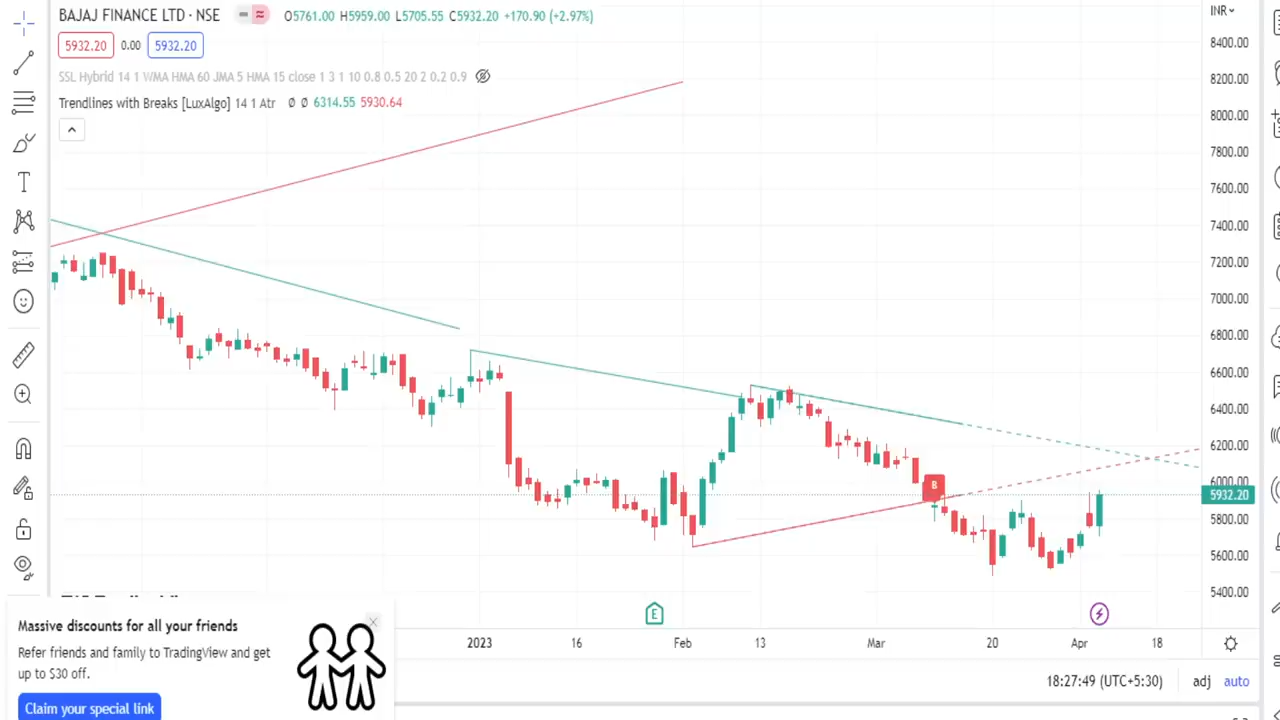 BAJAJ FINANCE LTD · NSE O5761.00 H5959.00 L5705.55 C5932.20 +170.90 (+2.97%)
INR
5932.20 0.00 5932.20
SSL Hybrid 14 1 WMA HMA 60 JMA 5 HMA 15 close 1 3 1 10 0.8 0.5 20 2 0.2 0.9
Trendlines with Breaks [LuxAlgo] 14 1 Atr Ø Ø 6314.55 5930.64
8400.00
8200.00
8000.00
7800.00
7600.00
7400.00
7200.00
7000.00
6800.00
6600.00
6400.00
6200.00
6000.00
5932.20
5800.00
5600.00
5400.00
B
E
2023 16 Feb 13 Mar 20 Apr 18
Massive discounts for all your friends
Refer friends and family to TradingView and get
up to $30 off.
Claim your special link
18:27:49 (UTC+5:30) adj auto